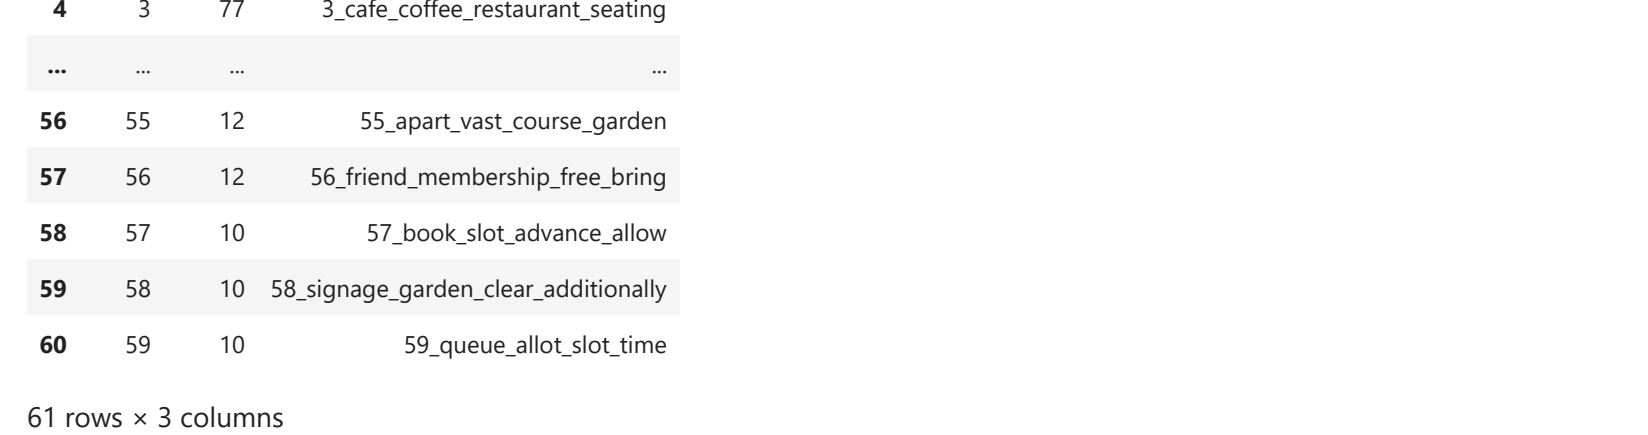 4 3 77 3_cafe_coffee_restaurant_seating
... ... ... ...
56 55 12 55_apart_vast_course_garden
57 56 12 56_friend_membership_free_bring
58 57 10 57_book_slot_advance_allow
59 58 10 58_signage_garden_clear_additionally
60 59 10 59_queue_allot_slot_time
61 rows × 3 columns